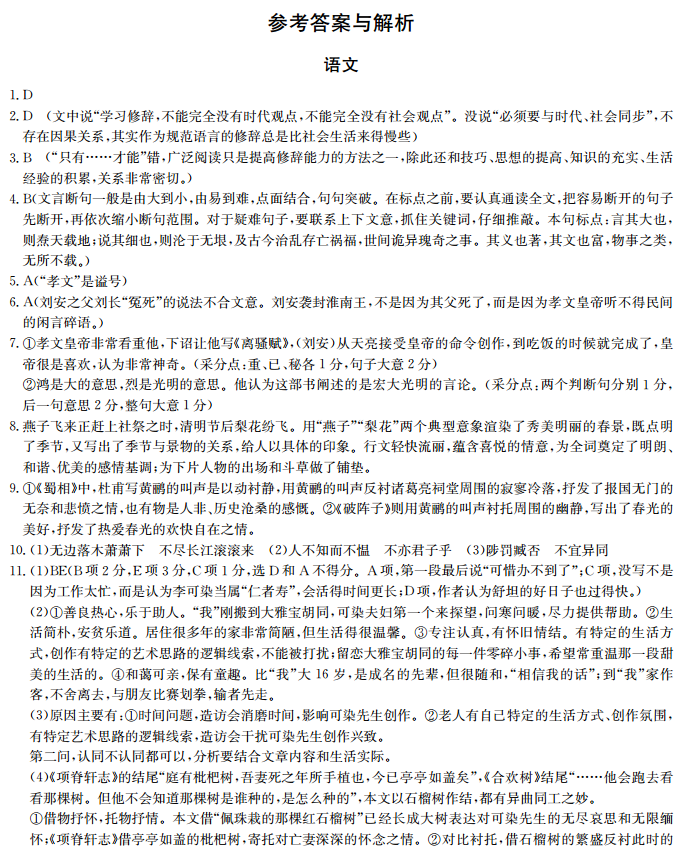 参考答案与解析
语文
1. D
2. D （文中说“学习修辞,不能完全没有时代观点,不能完全没有社会观点”。没说“必须要与时代、社会同步”,不
存在因果关系,其实作为规范语言的修辞总是比社会生活来得慢些）
3. B （“只有……才能”错,广泛阅读只是提高修辞能力的方法之一,除此还和技巧、思想的提高、知识的充实、生活
经验的积累,关系非常密切。）
4. B(文言断句一般是由大到小,由易到难,点面结合,句句突破。在标点之前,要认真通读全文,把容易断开的句子
先断开,再依次缩小断句范围。对于疑难句子,要联系上下文意,抓住关键词,仔细推敲。本句标点:言其大也,
则焘天载地;说其细也,则沦于无垠,及古今治乱存亡祸福,世间诡异瑰奇之事。其义也著,其文也富,物事之类,
无所不载。）
5. A(“孝文”是谥号）
6. A(刘安之父刘长“冤死”的说法不合文意。刘安袭封淮南王,不是因为其父死了,而是因为孝文皇帝听不得民间
的闲言碎语。）
7. ①孝文皇帝非常看重他,下诏让他写《离骚赋》,（刘安）从天亮接受皇帝的命令创作,到吃饭的时候就完成了,皇
帝很是喜欢,认为非常神奇。（采分点:重、已、秘各 1 分,句子大意 2 分）
②鸿是大的意思,烈是光明的意思。他认为这部书阐述的是宏大光明的言论。（采分点:两个判断句分别 1 分,
后一句意思 2 分,整句大意 1 分）
8. 燕子飞来正赶上社祭之时,清明节后梨花纷飞。用“燕子”“梨花”两个典型意象渲染了秀美明丽的春景,既点明
了季节,又写出了季节与景物的关系,给人以具体的印象。行文轻快流丽,蕴含喜悦的情意,为全词奠定了明朗、
和谐、优美的感情基调;为下片人物的出场和斗草做了铺垫。
9. ①《蜀相》中,杜甫写黄鹂的叫声是以动衬静,用黄鹂的叫声反衬诸葛亮祠堂周围的寂寥冷落,抒发了报国无门的
无奈和悲愤之情,也有物是人非、历史沧桑的感慨。②《破阵子》则用黄鹂的叫声衬托周围的幽静,写出了春光的
美好,抒发了热爱春光的欢快自在之情。
10. (1)无边落木萧萧下　不尽长江滚滚来　(2)人不知而不愠　不亦君子乎　(3)陟罚臧否　不宜异同
11. (1)BE(B 项 2 分,E 项 3 分,C 项 1 分,选 D 和 A 不得分。A 项,第一段最后说“可惜办不到了”;C 项,没写不是
因为工作太忙,而是认为李可染当属“仁者寿”,会活得时间更长;D 项,作者认为舒坦的好日子也过得快。）
(2)①善良热心,乐于助人。“我”刚搬到大雅宝胡同,可染夫妇第一个来探望,问寒问暖,尽力提供帮助。②生
活简朴,安贫乐道。居住很多年的家非常简陋,但生活得很温馨。③专注认真,有怀旧情结。有特定的生活方
式,创作有特定的艺术思路的逻辑线索,不能被打扰;留恋大雅宝胡同的每一件零碎小事,希望常重温那一段甜
美的生活的。④和蔼可亲,保有童趣。比“我”大 16 岁,是成名的先辈,但很随和,“相信我的话”;到“我”家作
客,不舍离去,与朋友比赛划拳,输者先走。
(3)原因主要有:①时间问题,造访会消磨时间,影响可染先生创作。②老人有自己特定的生活方式、创作氛围,
有特定艺术思路的逻辑线索,造访会干扰可染先生创作兴致。
第二问,认同不认同都可以,分析要结合文章内容和生活实际。
(4)《项脊轩志》的结尾“庭有枇杷树,吾妻死之年所手植也,今已亭亭如盖矣”,《合欢树》结尾“……他会跑去看
看那棵树。但他不会知道那棵树是谁种的,是怎么种的”,本文以石榴树作结,都有异曲同工之妙。
①借物抒怀,托物抒情。本文借“佩珠栽的那棵红石榴树”已经长成大树表达对可染先生的无尽哀思和无限缅
怀;《项脊轩志》借亭亭如盖的枇杷树,寄托对亡妻深深的怀念之情。②对比衬托,借石榴树的繁盛反衬此时的